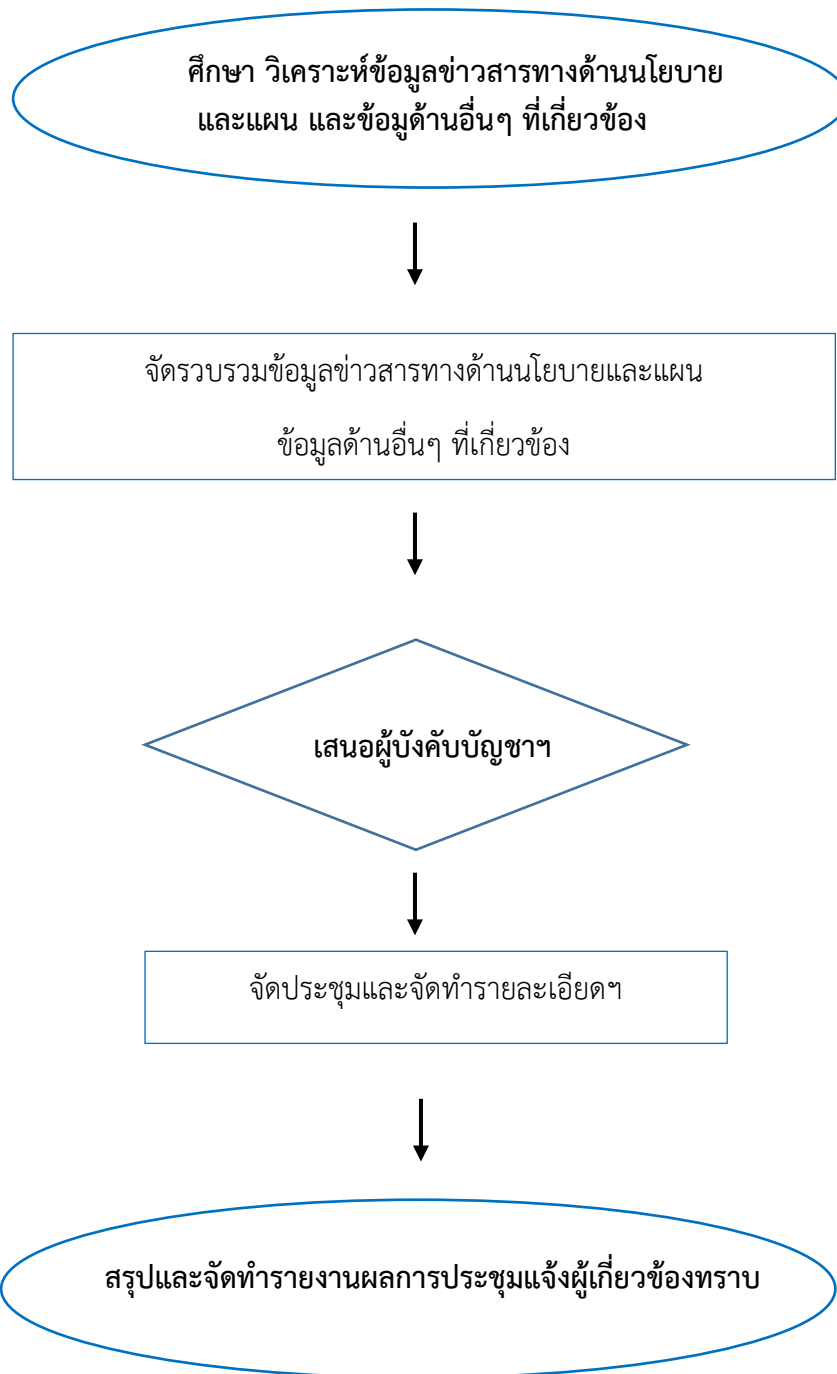 ศึกษา วิเคราะห์ข้อมูลข่าวสารทางด้านนโยบาย
และแผน และข้อมูด้านอื่นๆ ที่เกี่ยวข้อง
จัดรวบรวมข้อมูลข่าวสารทางด้านนโยบายและแผน
ข้อมูลด้านอื่นๆ ที่เกี่ยวข้อง
เสนอผู้บังคับบัญชาฯ
จัดประชุมและจัดทำรายละเอียดฯ
สรุปและจัดทำรายงานผลการประชุมแจ้งผู้เกี่ยวข้องทราบ